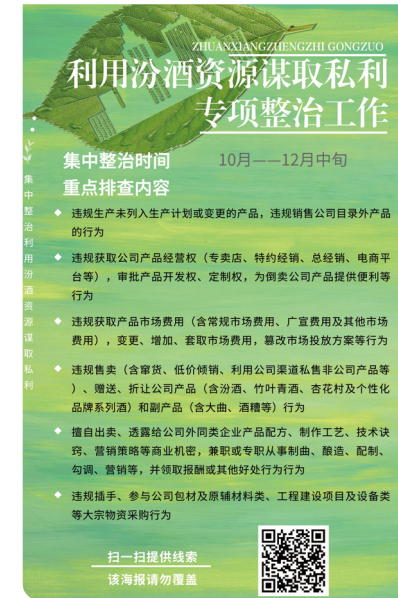 ZHUANXIANGZHENGZHI GONGZUO
利用汾酒资源谋取私利
专项整治工作
集中整治时间 10月——12月中旬
重点排查内容
集中整治利用汾酒资源谋取私利
◆ 违规生产未列入生产计划或变更的产品，违规销售公司目录外产品
的行为
◆ 违规获取公司产品经营权（专卖店、特约经销、总经销、电商平
台等），审批产品开发权、定制权，为倒卖公司产品提供便利等
行为
◆ 违规获取产品市场费用（含常规市场费用、广宣费用及其他市场
费用），变更、增加、套取市场费用，篡改市场投放方案等行为
◆ 违规售卖（含窜货、低价倾销、利用公司渠道私售非公司产品等
）、赠送、折让公司产品（含汾酒、竹叶青酒、杏花村及个性化
品牌系列酒）和副产品（含大曲、酒糟等）行为
◆ 擅自出卖、透露给公司外同类企业产品配方、制作工艺、技术诀
窍、营销策略等商业机密，兼职或专职从事制曲、酿造、配制、
勾调、营销等，并领取报酬或其他好处行为行为
◆ 违规插手、参与公司包材及原辅材料类、工程建设项目及设备类
等大宗物资采购行为
扫一扫提供线索
该海报请勿覆盖